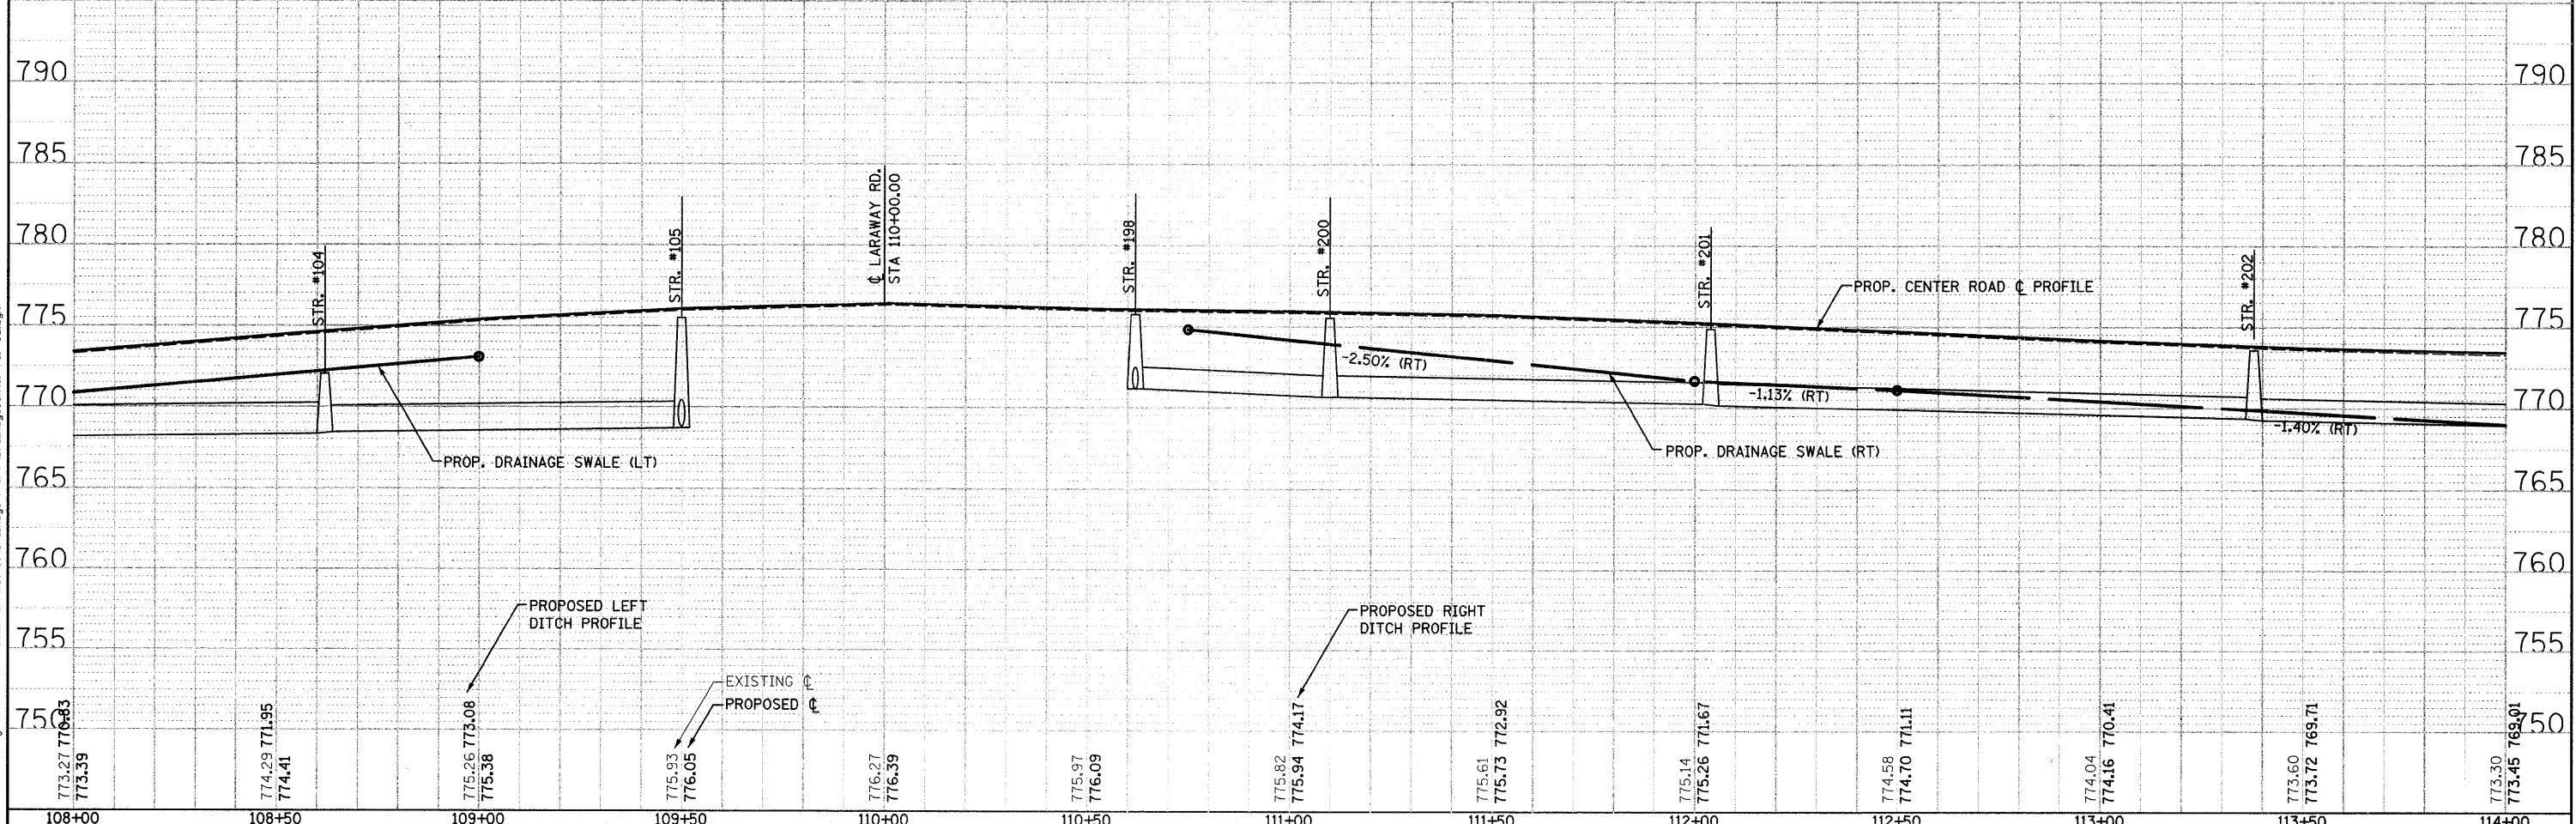 790
790
785
785
780
780
775
775
770
770
765
765
760
760
755
755
750
750
STR. #104
STR. #105
℄ LARAWAY RD.
STA 110+00.00
STR. #198
STR. #200
STR. #201
STR. #202
PROP. CENTER ROAD ℄ PROFILE
-2.50% (RT)
-1.13% (RT)
-1.40% (RT)
PROP. DRAINAGE SWALE (LT)
PROP. DRAINAGE SWALE (RT)
PROPOSED LEFT
DITCH PROFILE
PROPOSED RIGHT
DITCH PROFILE
EXISTING ℄
PROPOSED ℄
773.27 770.83
773.39
774.29 771.95
774.41
775.26 773.08
775.38
775.93
776.05
776.27
776.39
775.97
776.09
775.82
775.94 774.17
775.61
775.73 772.92
775.14
775.26 771.67
774.58
774.70 771.11
774.04
774.16 770.41
773.60
773.72 769.71
773.30
773.45 769.01
108+00
108+50
109+00
109+50
110+00
110+50
111+00
111+50
112+00
112+50
113+00
113+50
114+00